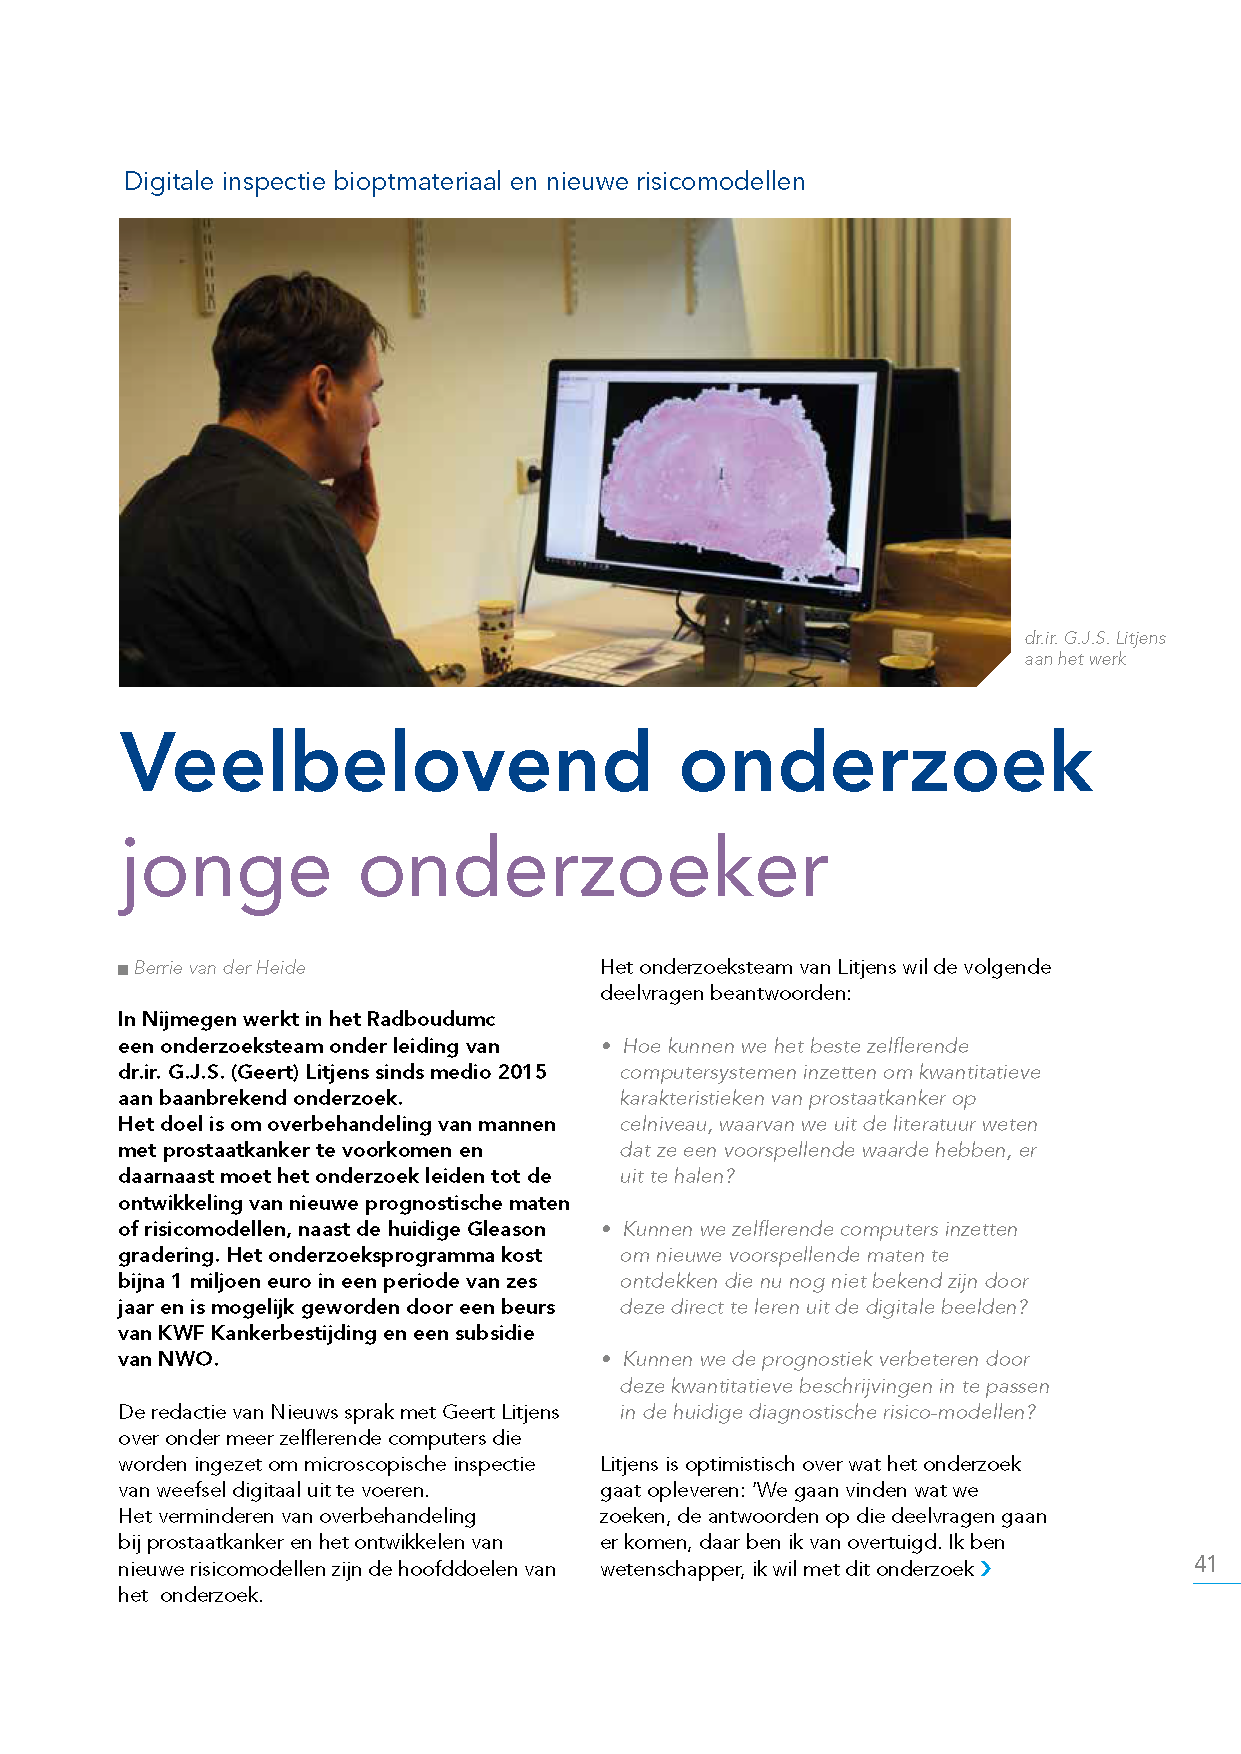 Digitale inspectie bioptmateriaal en nieuwe risicomodellen
dr.ir. G.J.S. Litjens
aan het werk
Veelbelovend onderzoek
jonge onderzoeker
Berrie van der Heide
In Nijmegen werkt in het Radboudumc
een onderzoeksteam onder leiding van
dr.ir. G.J.S. (Geert) Litjens sinds medio 2015
aan baanbrekend onderzoek.
Het doel is om overbehandeling van mannen
met prostaatkanker te voorkomen en
daarnaast moet het onderzoek leiden tot de
ontwikkeling van nieuwe prognostische maten
of risicomodellen, naast de huidige Gleason
gradering. Het onderzoeksprogramma kost
bijna 1 miljoen euro in een periode van zes
jaar en is mogelijk geworden door een beurs
van KWF Kankerbestijding en een subsidie
van NWO.
De redactie van Nieuws sprak met Geert Litjens
over onder meer zelflerende computers die
worden ingezet om microscopische inspectie
van weefsel digitaal uit te voeren.
Het verminderen van overbehandeling
bij prostaatkanker en het ontwikkelen van
nieuwe risicomodellen zijn de hoofddoelen van
het onderzoek.
Het onderzoeksteam van Litjens wil de volgende
deelvragen beantwoorden:
• Hoe kunnen we het beste zelflerende
computersystemen inzetten om kwantitatieve
karakteristieken van prostaatkanker op
celniveau, waarvan we uit de literatuur weten
dat ze een voorspellende waarde hebben, er
uit te halen?
• Kunnen we zelflerende computers inzetten
om nieuwe voorspellende maten te
ontdekken die nu nog niet bekend zijn door
deze direct te leren uit de digitale beelden?
• Kunnen we de prognostiek verbeteren door
deze kwantitatieve beschrijvingen in te passen
in de huidige diagnostische risico-modellen?
Litjens is optimistisch over wat het onderzoek
gaat opleveren: ’We gaan vinden wat we
zoeken, de antwoorden op die deelvragen gaan
er komen, daar ben ik van overtuigd. Ik ben
wetenschapper, ik wil met dit onderzoek ›
41